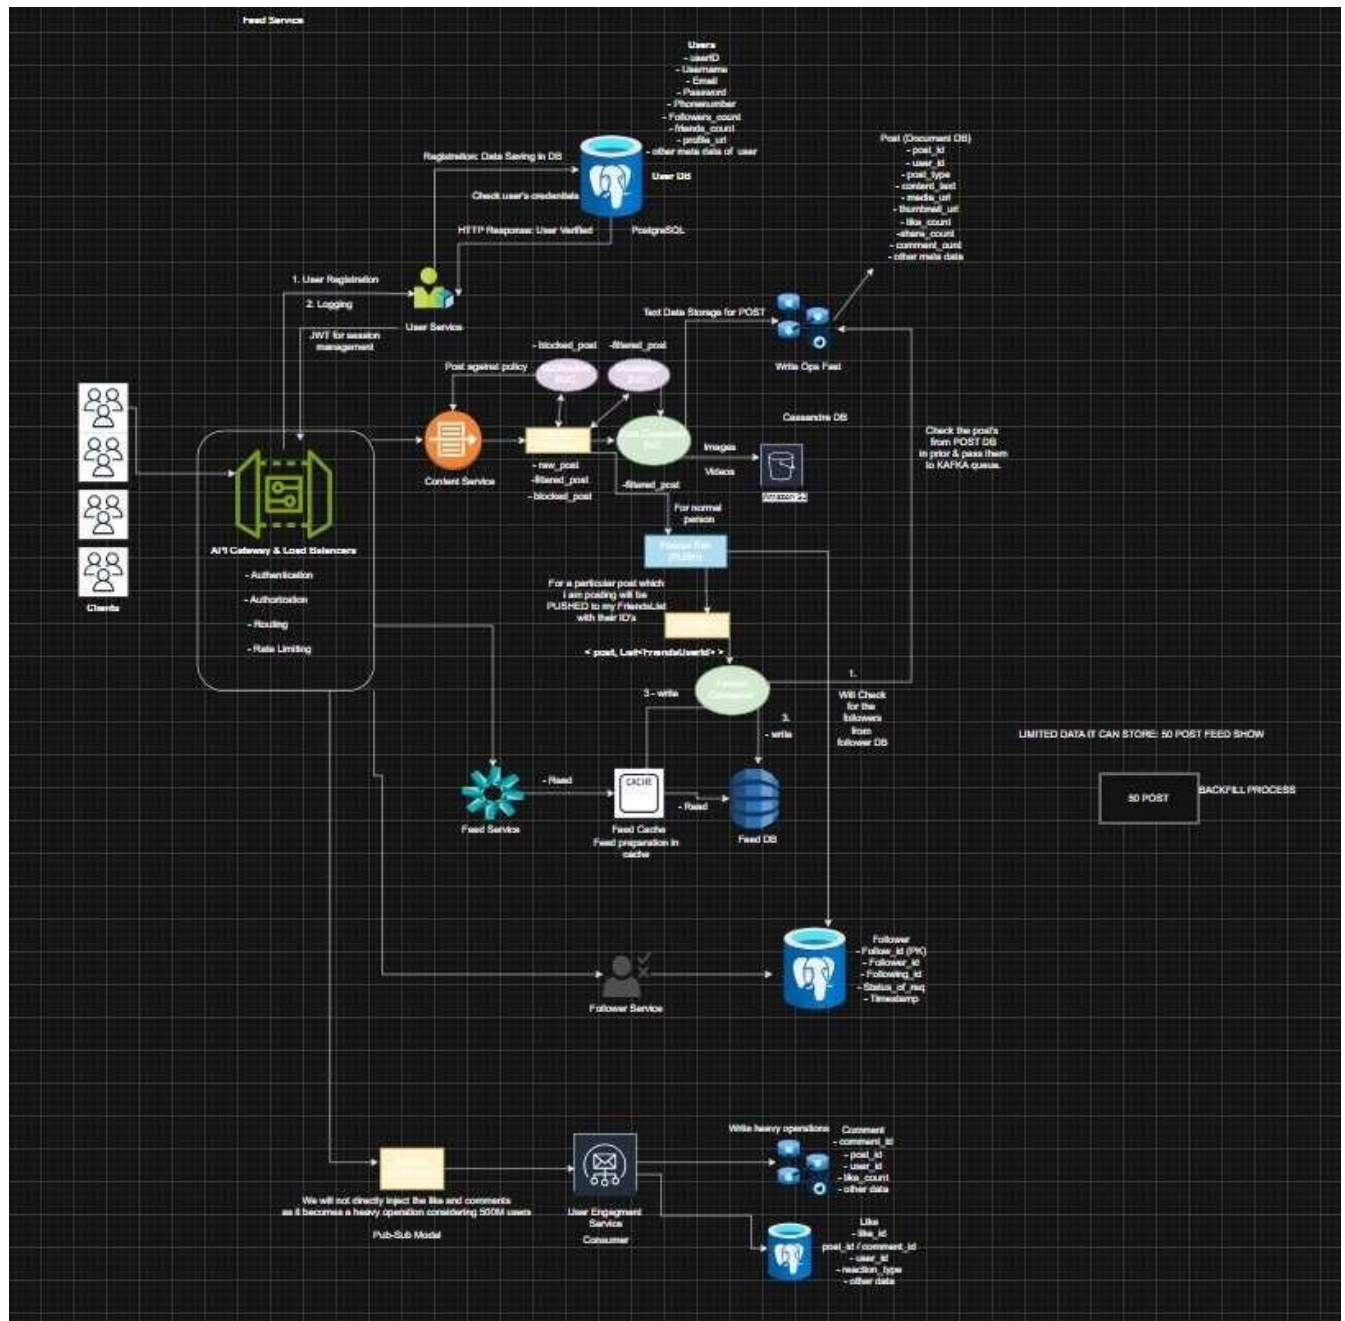 Feed Service
Users
- userID
- Username
- Email
- Password
- Phonenumber
- Followers_count
- friends_count
- profile_url
- other meta data of user
Registration: Data Saving in DB
User DB
Check user's credentials
HTTP Response: User Verified
PostgreSQL
Post (Document DB)
- post_id
- user_id
- post_type
- content_text
- media_url
- thumbnail_url
- like_count
-share_count
- comment_ount
- other meta data
1. User Registration
2. Logging
User Service
JWT for session
management
Text Data Storage for POST
Write Ops Fast
- blocked_post
-filtered_post
Post against policy
Cassandra DB
Content Service
- new_post
-filtered_post
- blocked_post
-filtered_post
Images
Videos
Check the post's
from POST DB
in prior & pass them
to KAFKA queue.
For normal
person
Clients
API Gateway & Load Balancers
- Authentication
- Authorization
- Routing
- Rate Limiting
(PUSH)
For a particular post which
I am posting will be
PUSHED to my FriendsList
with their ID's
< post, List<FriendsUserId> >
3 - write
3.
- write
1.
Will Check
for the
followers
from
follower DB
LIMITED DATA IT CAN STORE: 50 POST FEED SHOW
50 POST
BACKFILL PROCESS
- Read
CACHE
- Read
Feed Service
Feed Cache
Feed preparation in
cache
Feed DB
Follower
- Follow_id (PK)
- Follower_id
- Following_id
- Status_of_req
- Timestamp
Follower Service
Write heavy operations
Comment
- comment_id
- post_id
- user_id
- like_count
- other data
We will not directly inject the like and comments
as it becomes a heavy operation considering 500M users
Pub-Sub Model
User Engegment
Service
Consumer
Like
- like_id
post_id / comment_id
- user_id
- reaction_type
- other data